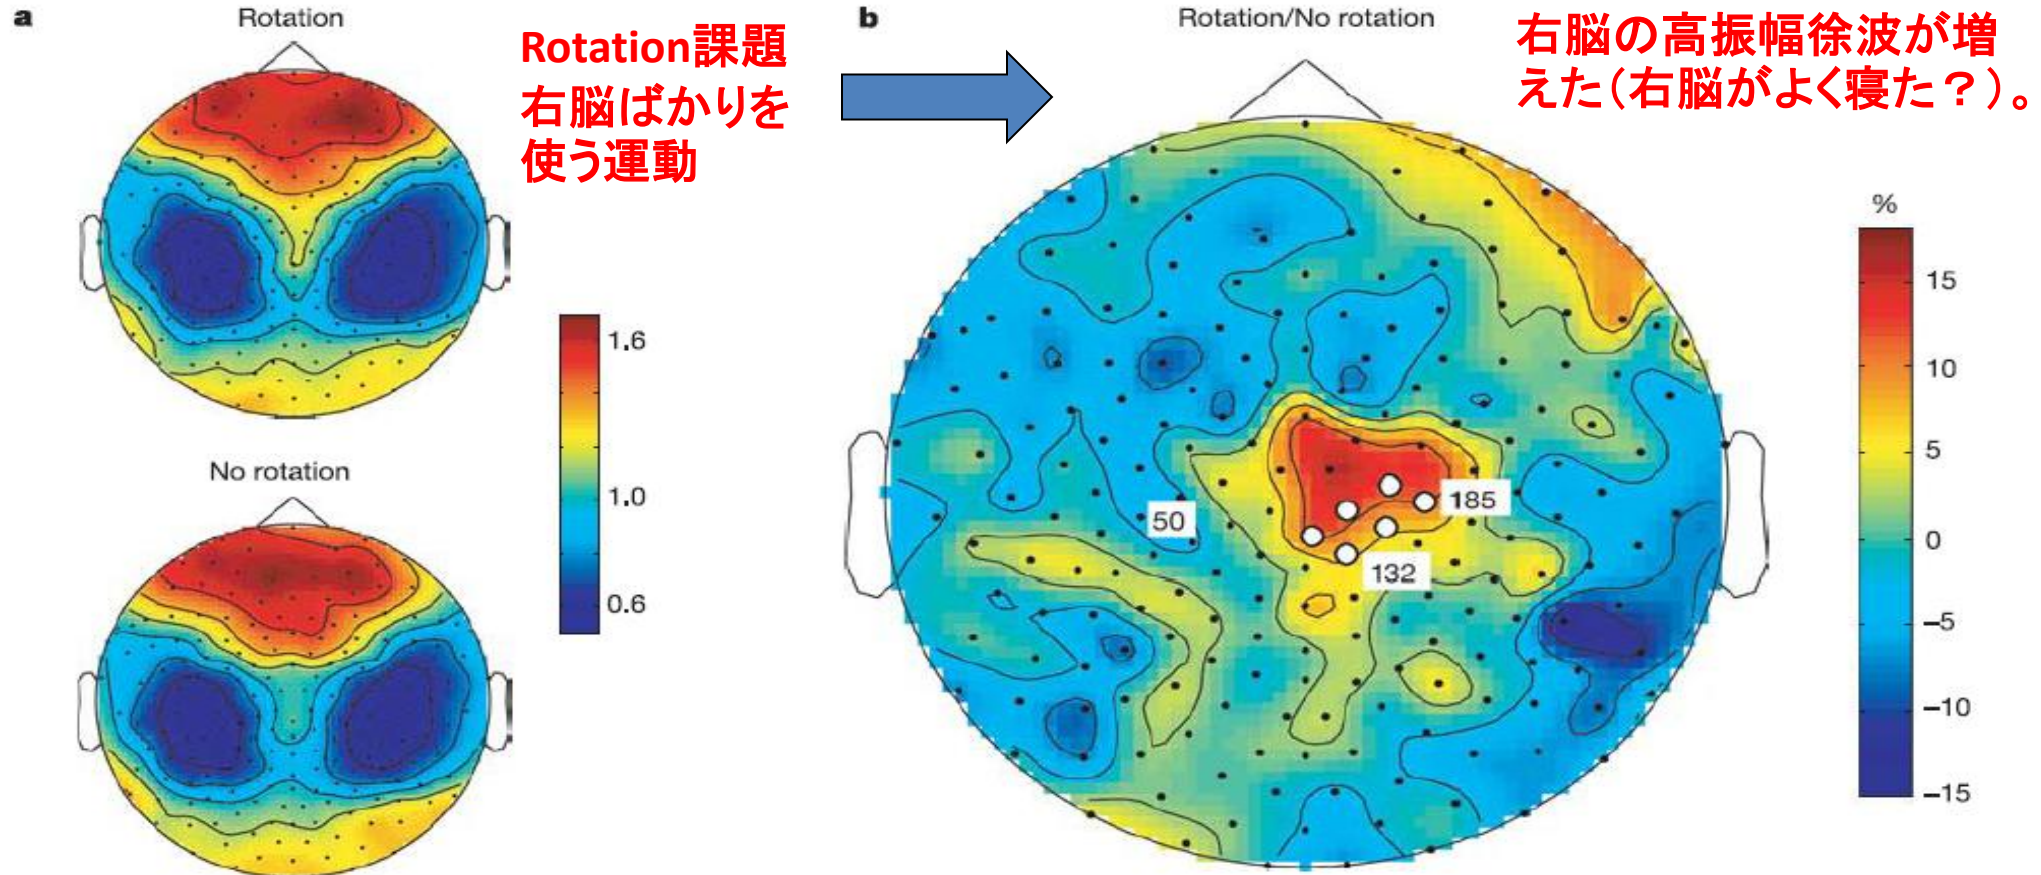 a
Rotation
Rotation課題
右脳ばかりを
使う運動
1.6
1.0
0.6
No rotation
b
Rotation/No rotation
右脳の高振幅徐波が増
えた(右脳がよく寝た？)。
50
185
132
%
15
10
5
0
−5
−10
−15